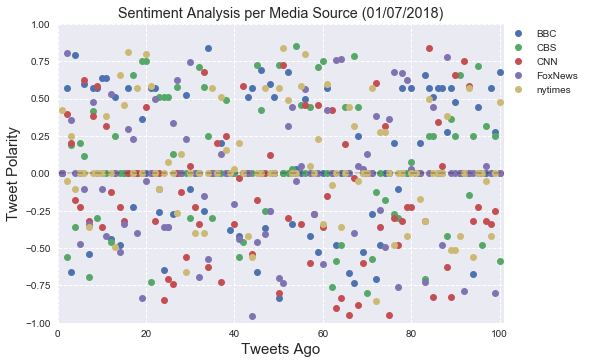 Sentiment Analysis per Media Source (01/07/2018)
1.00
0.75
0.50
0.25
0.00
−0.25
−0.50
−0.75
−1.00
Tweet Polarity
0
20
40
60
80
100
Tweets Ago
BBC
CBS
CNN
FoxNews
nytimes